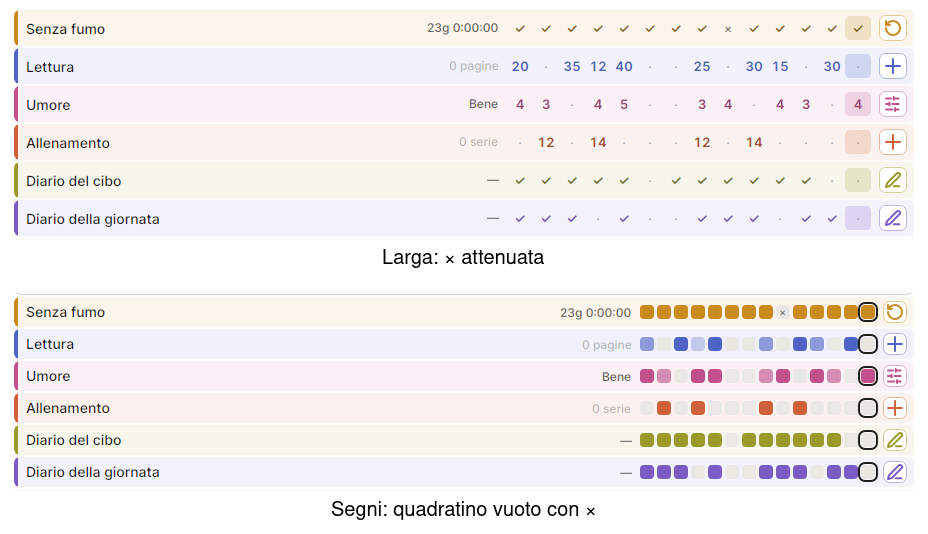 Senza fumo 23g 0:00:00 ✓ ✓ ✓ ✓ ✓ ✓ ✓ ✓ × ✓ ✓ ✓ ✓ ✓
Lettura 0 pagine 20 · 35 12 40 · · 25 · 30 15 · 30 ·
Umore Bene 4 3 · 4 5 · · 3 4 · 4 3 · 4
Allenamento 0 serie · 12 · 14 · · · 12 · 14 · · · ·
Diario del cibo — ✓ ✓ ✓ ✓ ✓ · ✓ ✓ ✓ ✓ ✓ ✓ · ·
Diario della giornata — ✓ ✓ ✓ · ✓ · · ✓ ✓ ✓ · ✓ ✓ ·
Larga: × attenuata
Senza fumo 23g 0:00:00 ×
Lettura 0 pagine
Umore Bene
Allenamento 0 serie
Diario del cibo —
Diario della giornata —
Segni: quadratino vuoto con ×